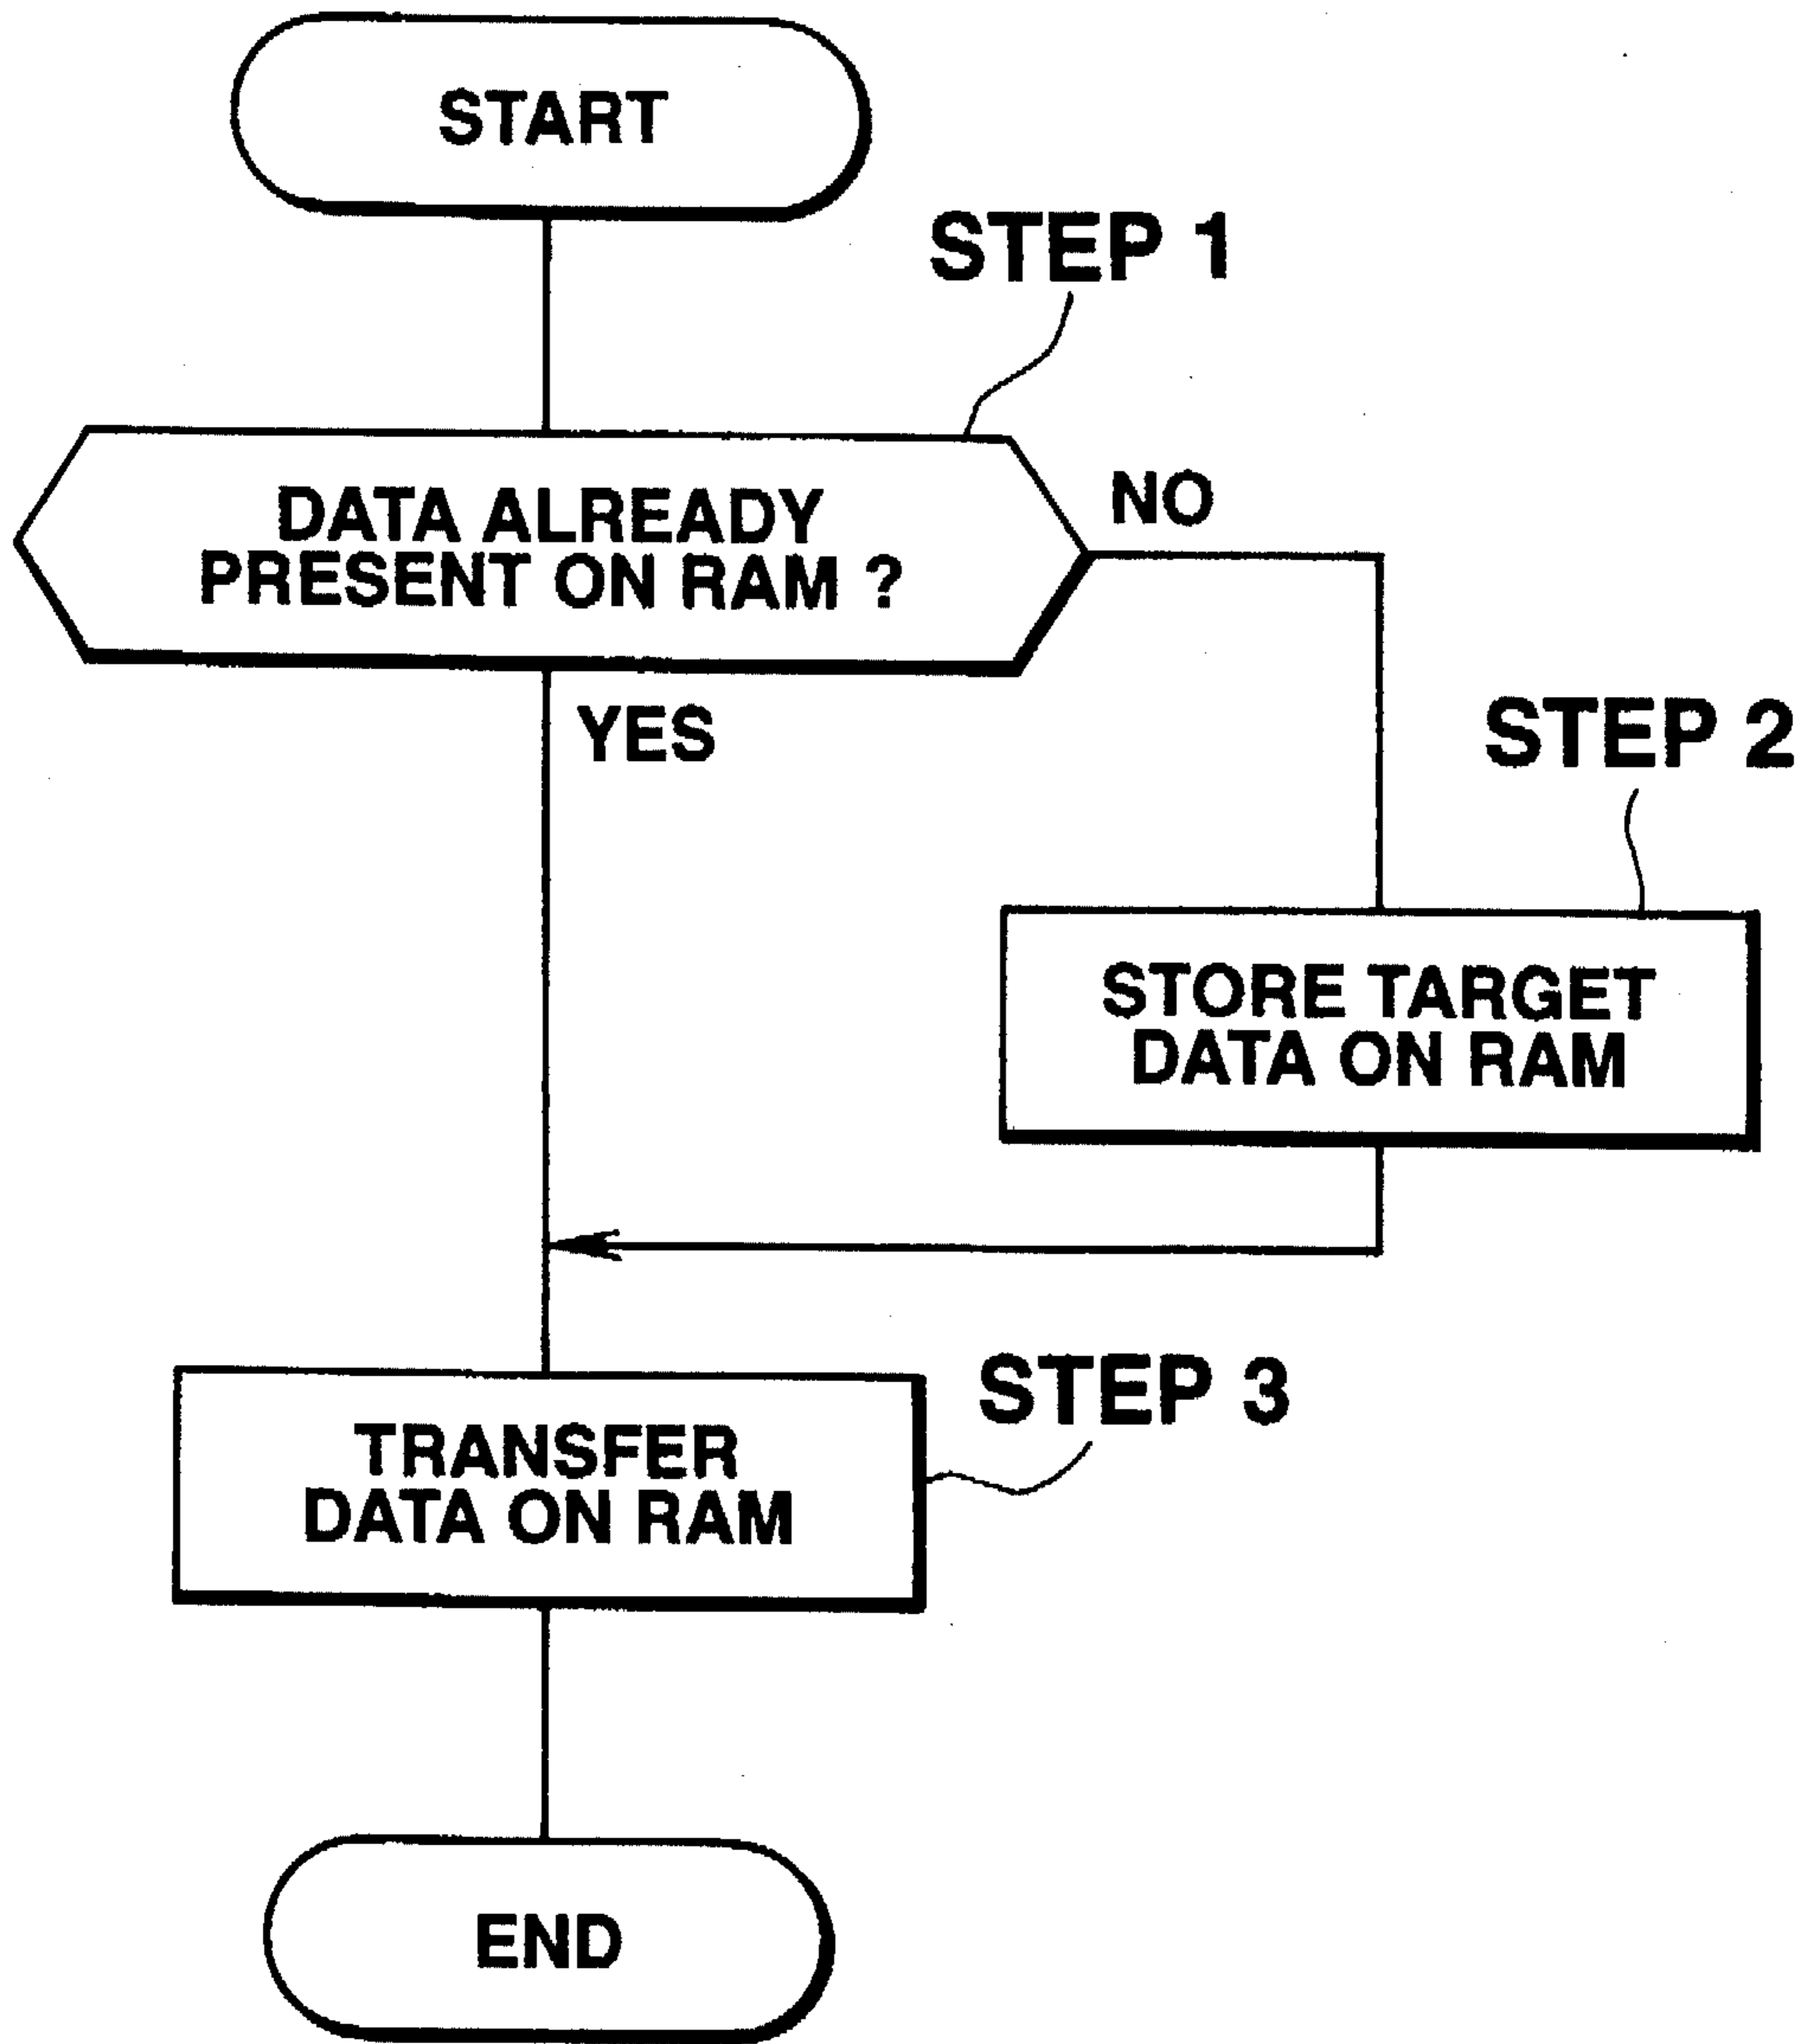 START
STEP 1
DATA ALREADY
PRESENT ON RAM ?
NO
YES
STEP 2
STORE TARGET
DATA ON RAM
STEP 3
TRANSFER
DATA ON RAM
END